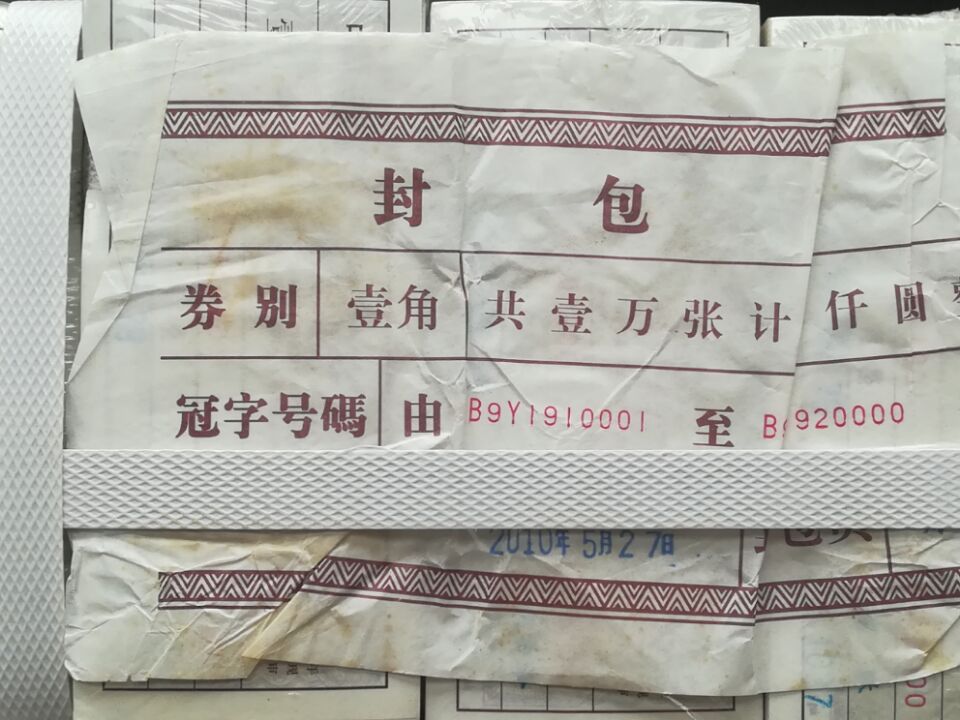 封 包
券别 壹角 共壹万张计 仟圆
冠字号碼 由 B9Y1910001 至 B9920000
2010年5月27日